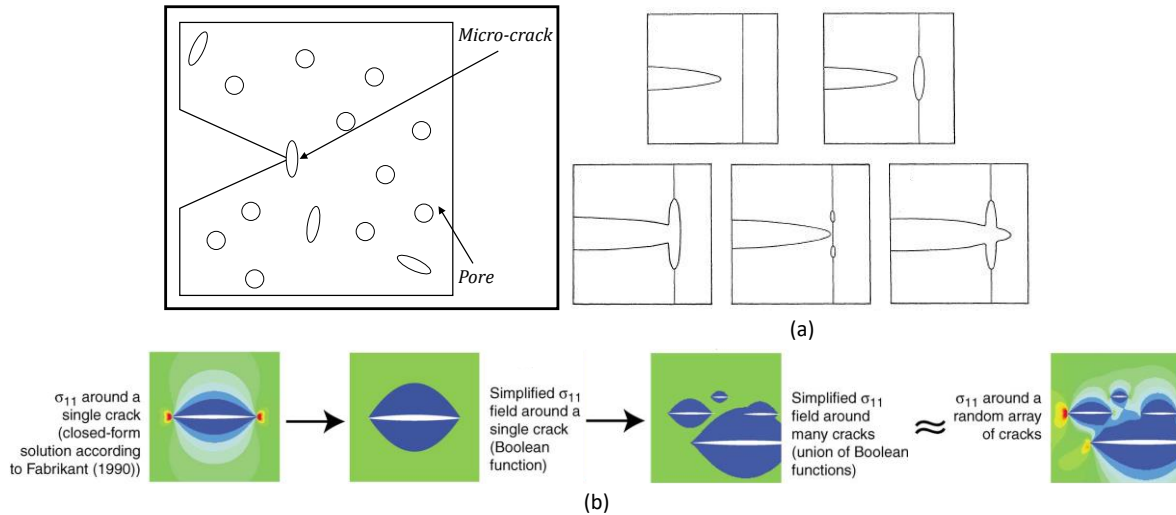 Micro-crack
Pore
(a)
σ11 around
a single crack
(closed-form
solution according
to Fabrikant (1990))
Simplified σ11
field around a
single crack
(Boolean
function)
Simplified σ11
field around
many cracks
(union of Boolean
functions)
≈
σ11 around a
random array
of cracks
(b)